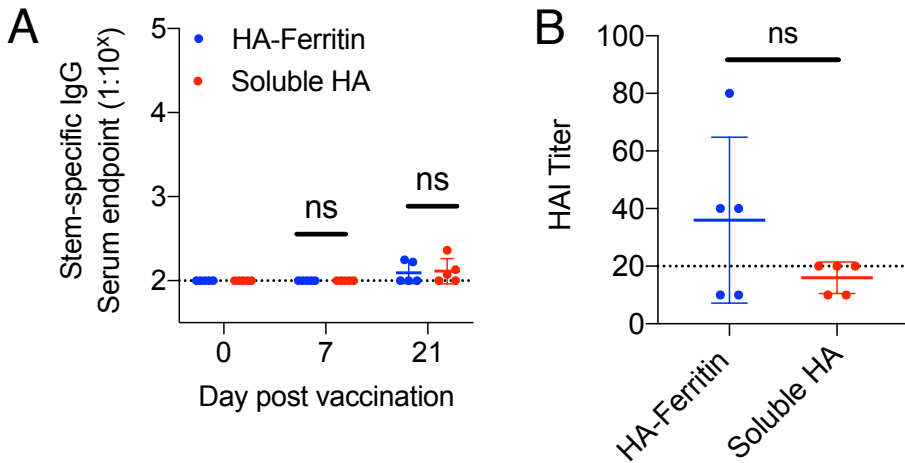 A
Stem-specific IgG
Serum endpoint (1:10ˣ)
5
4
3
2
HA-Ferritin
Soluble HA
ns
ns
0 7 21
Day post vaccination
B
HAI Titer
100
80
60
40
20
0
ns
HA-Ferritin
Soluble HA